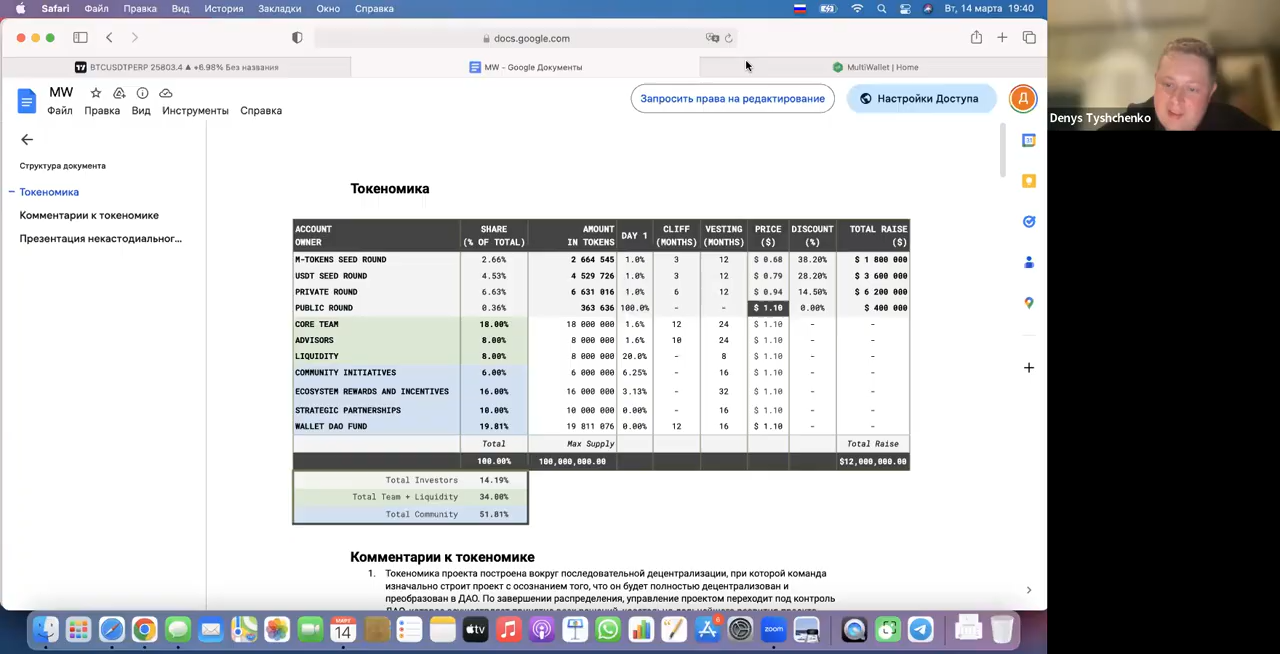 Safari Файл Правка Вид История Закладки Окно Справка Вт, 14 марта 19:40
docs.google.com
BTCUSDTPERP 25803.4 ▲ +6.98% Без названия MW – Google Документы MultiWallet | Home
MW
Файл Правка Вид Инструменты Справка
Запросить права на редактирование Настройки Доступа Д
Denys Tyshchenko
Структура документа
Токеномика
Комментарии к токеномике
Презентация некастодиальног...
Токеномика
ACCOUNT OWNER SHARE (% OF TOTAL) AMOUNT IN TOKENS DAY 1 CLIFF (MONTHS) VESTING (MONTHS) PRICE ($) DISCOUNT (%) TOTAL RAISE ($)
M-TOKENS SEED ROUND 2.66% 2 664 545 1.0% 3 12 $ 0.68 38.20% $ 1 800 000
USDT SEED ROUND 4.53% 4 529 726 1.0% 3 12 $ 0.79 28.20% $ 3 600 000
PRIVATE ROUND 6.63% 6 631 016 1.0% 6 12 $ 0.94 14.50% $ 6 200 000
PUBLIC ROUND 0.36% 363 636 100.0% - - $ 1.10 0.00% $ 400 000
CORE TEAM 18.00% 18 000 000 1.6% 12 24 $ 1.10 - -
ADVISORS 8.00% 8 000 000 1.6% 10 24 $ 1.10 - -
LIQUIDITY 8.00% 8 000 000 20.0% - 8 $ 1.10 - -
COMMUNITY INITIATIVES 6.00% 6 000 000 6.25% - 16 $ 1.10 - -
ECOSYSTEM REWARDS AND INCENTIVES 16.00% 16 000 000 3.13% - 32 $ 1.10 - -
STRATEGIC PARTNERSHIPS 10.00% 10 000 000 0.00% - 16 $ 1.10 - -
WALLET DAO FUND 19.81% 19 811 076 0.00% 12 16 $ 1.10 - -
Total Max Supply Total Raise
100.00% 100,000,000.00 $12,000,000.00
Total Investors 14.19%
Total Team + Liquidity 34.00%
Total Community 51.81%
Комментарии к токеномике
1. Токеномика проекта построена вокруг последовательной децентрализации, при которой команда
изначально строит проект с осознанием того, что он будет полностью децентрализован и
преобразован в ДАО. По завершении распределения, управление проектом переходит под контроль
МАРТ
14
tv
zoom